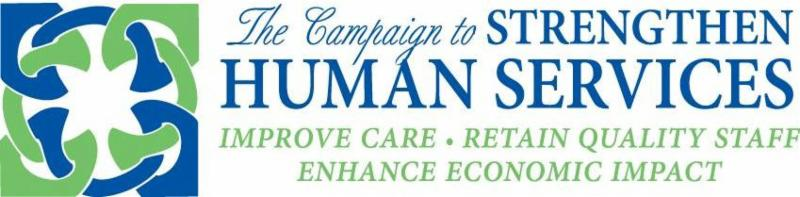 The Campaign to STRENGTHEN
HUMAN SERVICES
IMPROVE CARE • RETAIN QUALITY STAFF
ENHANCE ECONOMIC IMPACT